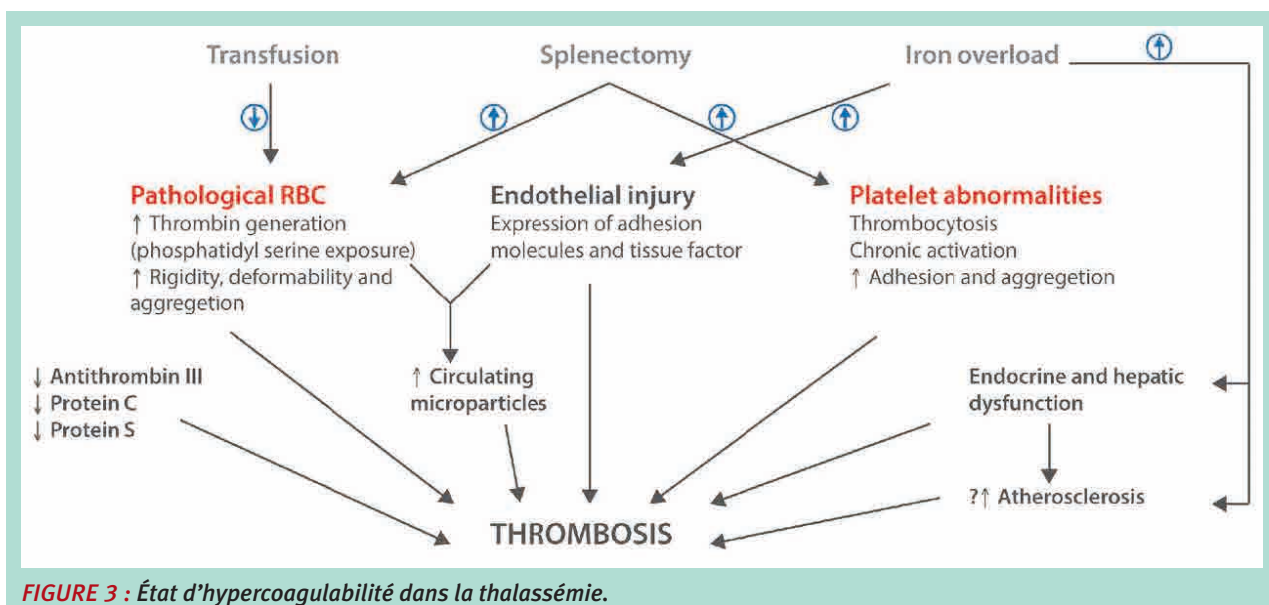 Transfusion
Splenectomy
Iron overload
Pathological RBC
↑ Thrombin generation
(phosphatidyl serine exposure)
↑ Rigidity, deformability and
aggregetion
Endothelial injury
Expression of adhesion
molecules and tissue factor
Platelet abnormalities
Thrombocytosis
Chronic activation
↑ Adhesion and aggregetion
↓ Antithrombin III
↓ Protein C
↓ Protein S
↑ Circulating
microparticles
Endocrine and hepatic
dysfunction
?↑ Atherosclerosis
THROMBOSIS
FIGURE 3 : État d’hypercoagulabilité dans la thalassémie.